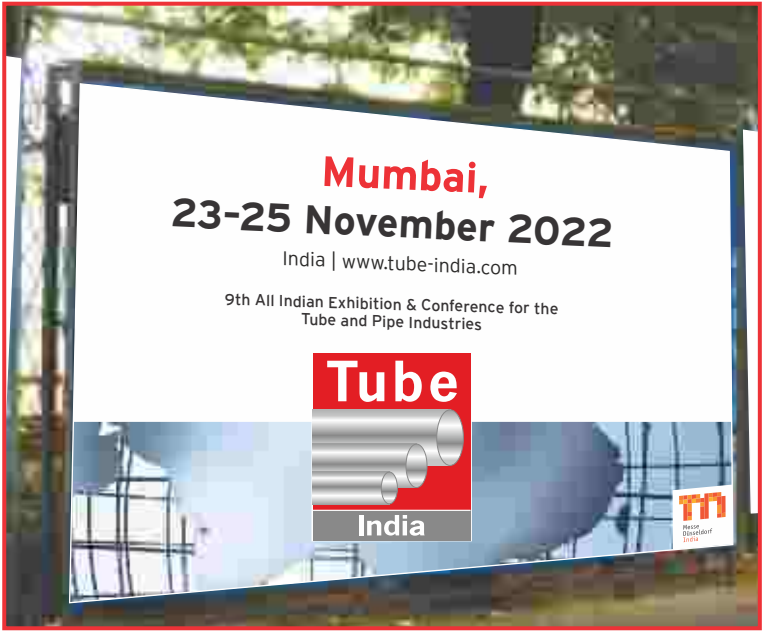 Mumbai,
23-25 November 2022
India | www.tube-india.com
9th All Indian Exhibition & Conference for the
Tube and Pipe Industries
Tube
India
Messe
Düsseldorf
India